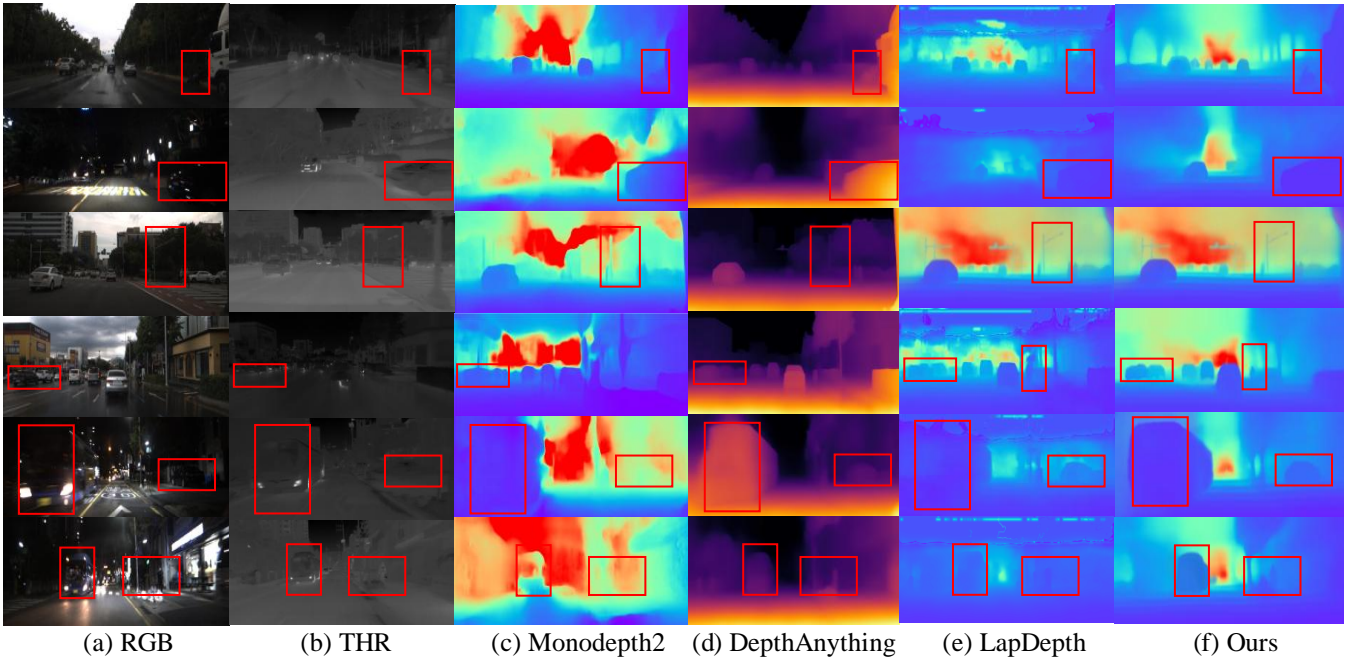 (a) RGB
(b) THR
(c) Monodepth2
(d) DepthAnything
(e) LapDepth
(f) Ours